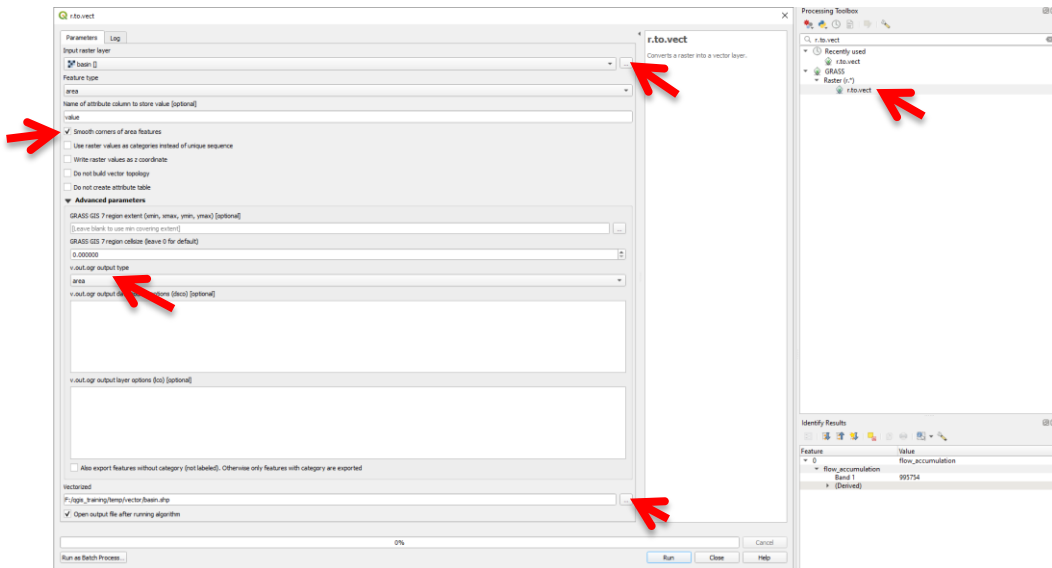 r.to.vect
Parameters Log
Input raster layer
basin []
Feature type
area
Name of attribute column to store value [optional]
value
Smooth corners of area features
Use raster values as categories instead of unique sequence
Write raster values as z coordinate
Do not build vector topology
Do not create attribute table
Advanced parameters
GRASS GIS 7 region extent (xmin, xmax, ymin, ymax) [optional]
[Leave blank to use min covering extent]
GRASS GIS 7 region cellsize (leave 0 for default)
0.000000
v.out.ogr output type
area
v.out.ogr output options (dsco) [optional]
v.out.ogr output layer options (lco) [optional]
Also export features without category (not labeled). Otherwise only features with category are exported
Vectorized
F:/qgis_training/temp/vector/basin.shp
Open output file after running algorithm
0%
Cancel
Run as Batch Process...
Run Close Help
r.to.vect
Converts a raster into a vector layer.
Processing Toolbox
r.to.vect
Recently used
r.to.vect
GRASS
Raster (r.*)
r.to.vect
Identify Results
Feature Value
0 flow_accumulation
flow_accumulation
Band 1 995754
(Derived)